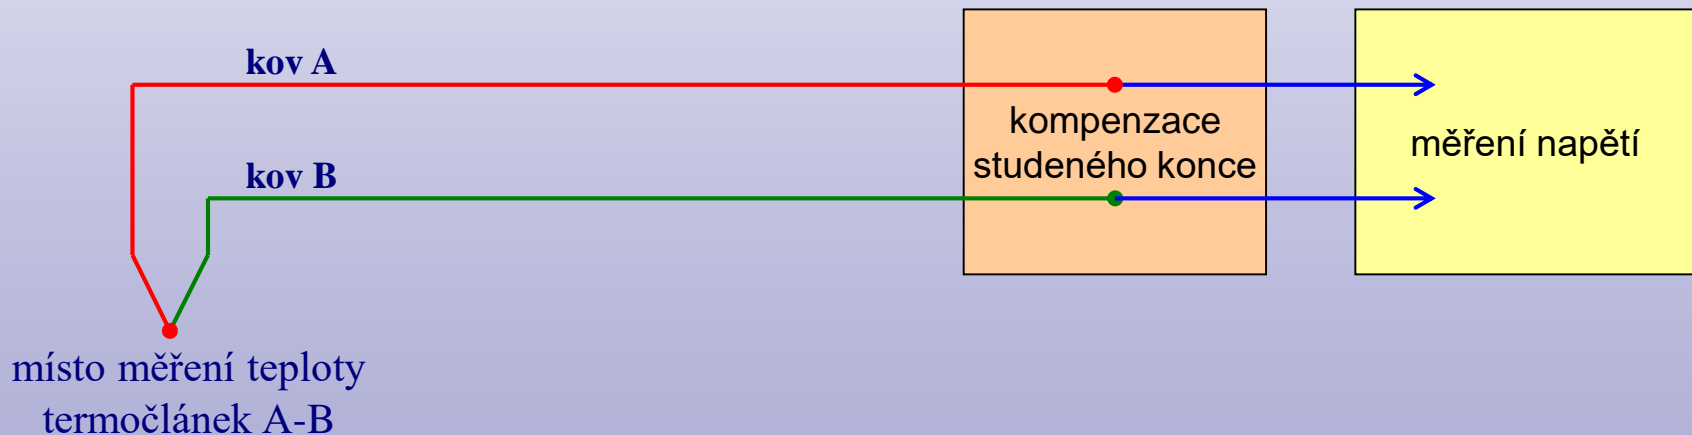 kov A
kov B
kompenzace
studeného konce
měření napětí
místo měření teploty
termočlánek A-B